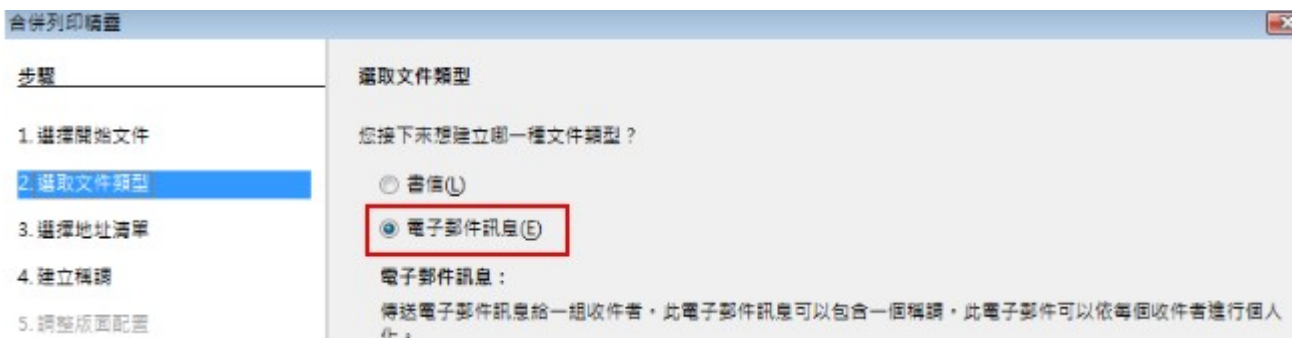 合併列印精靈
步驟
1. 選擇開始文件
2. 選取文件類型
3. 選擇地址清單
4. 建立稱謂
5. 調整版面配置
選取文件類型
您接下來想建立哪一種文件類型？
書信(L)
電子郵件訊息(E)
電子郵件訊息：
傳送電子郵件訊息給一組收件者。此電子郵件訊息可以包含一個稱謂。此電子郵件可以依每個收件者進行個人
化。